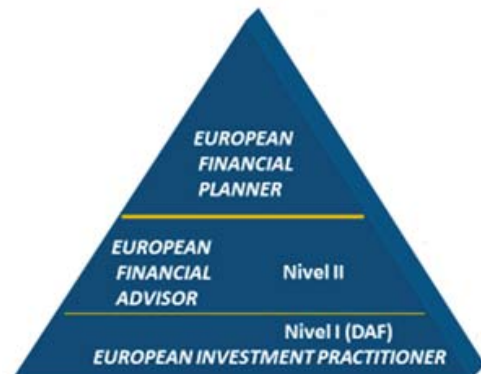 EUROPEAN
FINANCIAL
PLANNER
EUROPEAN
FINANCIAL
ADVISOR
Nivel II
Nivel I (DAF)
EUROPEAN INVESTMENT PRACTITIONER